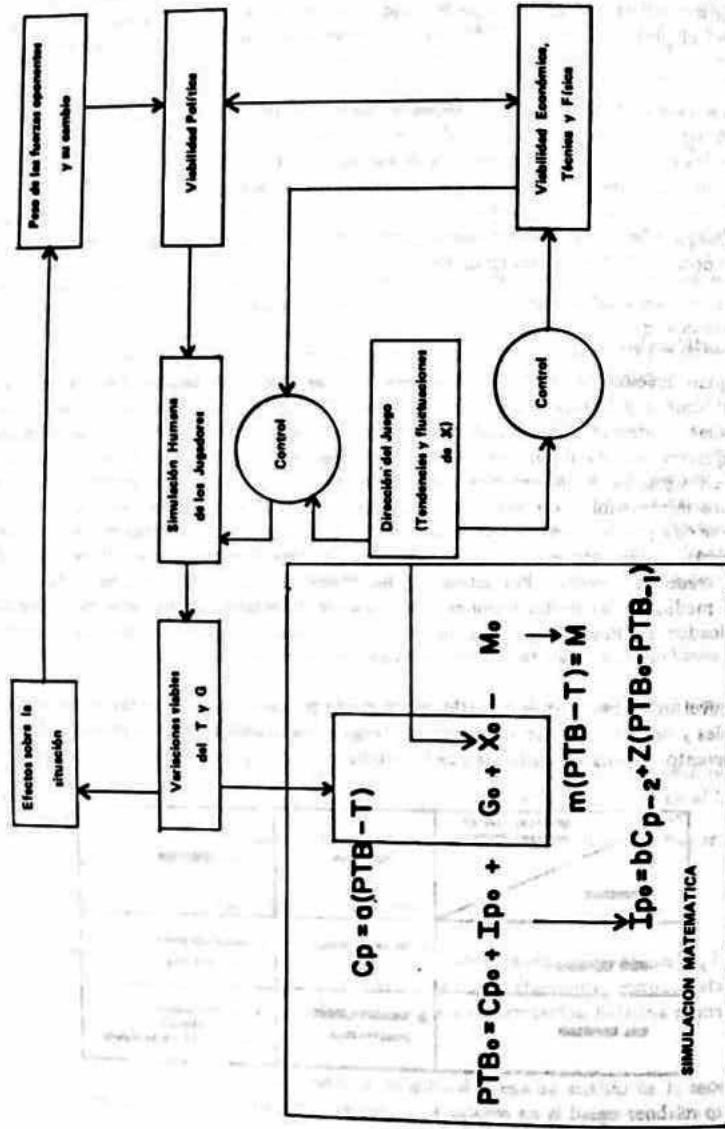 Efectos sobre la
situación
Peso de las fuerzas oponentes
y su cambio
Variaciones viables
del T y G
Simulación Humana
de los Jugadores
Viabilidad Política
Control
Cp = a(PTB − T)
Dirección del Juego
(Tendencias y fluctuaciones
de X)
PTBo = Cpo + Ipo + Go + Xo − Mo
m(PTB − T) = M
Control
Viabilidad Económica,
Técnica y Física
Ipo = bCp-2 + Z(PTBo - PTB-1)
SIMULACION MATEMATICA